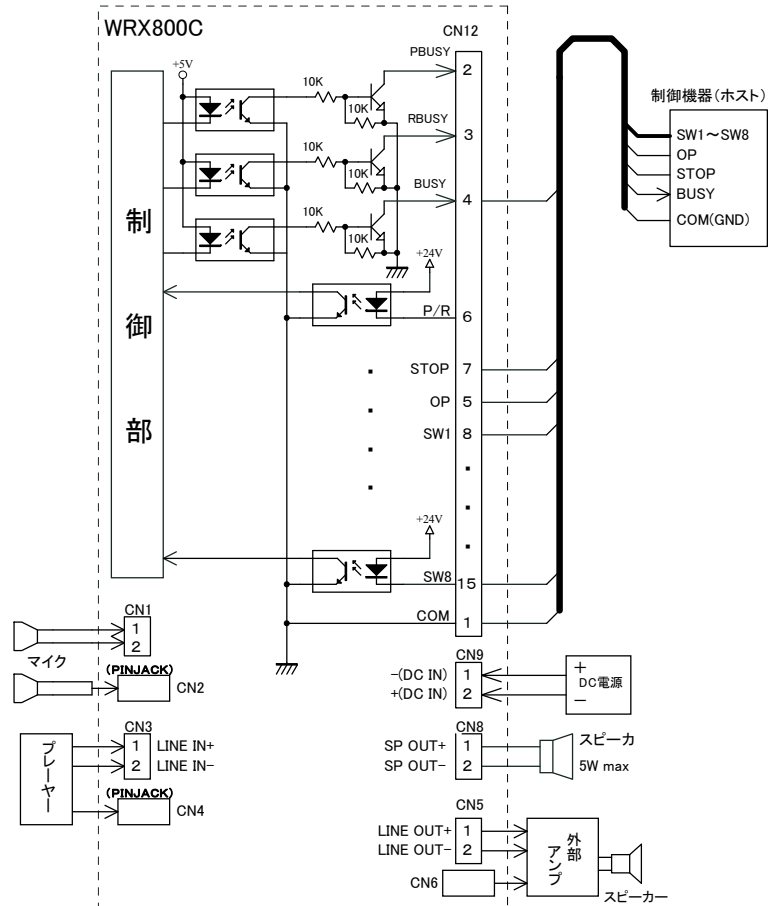 WRX800C
CN12
PBUSY
+5V
2
10K
10K
制御機器(ホスト)
RBUSY
3
SW1～SW8
OP
STOP
BUSY
COM(GND)
10K
10K
BUSY
4
10K
10K
+24V
制
御
部
P/R
6
STOP
7
OP
5
SW1
8
+24V
SW8
15
COM
1
CN1
1
2
マイク
(PINJACK)
CN2
CN9
-(DC IN)
1
+(DC IN)
2
+
DC電源
-
CN3
1
LINE IN+
2
LINE IN-
プレーヤー
(PINJACK)
CN4
CN8
SP OUT+
1
SP OUT-
2
スピーカ
5W max
CN5
LINE OUT+
1
LINE OUT-
2
CN6
外部
アンプ
スピーカー